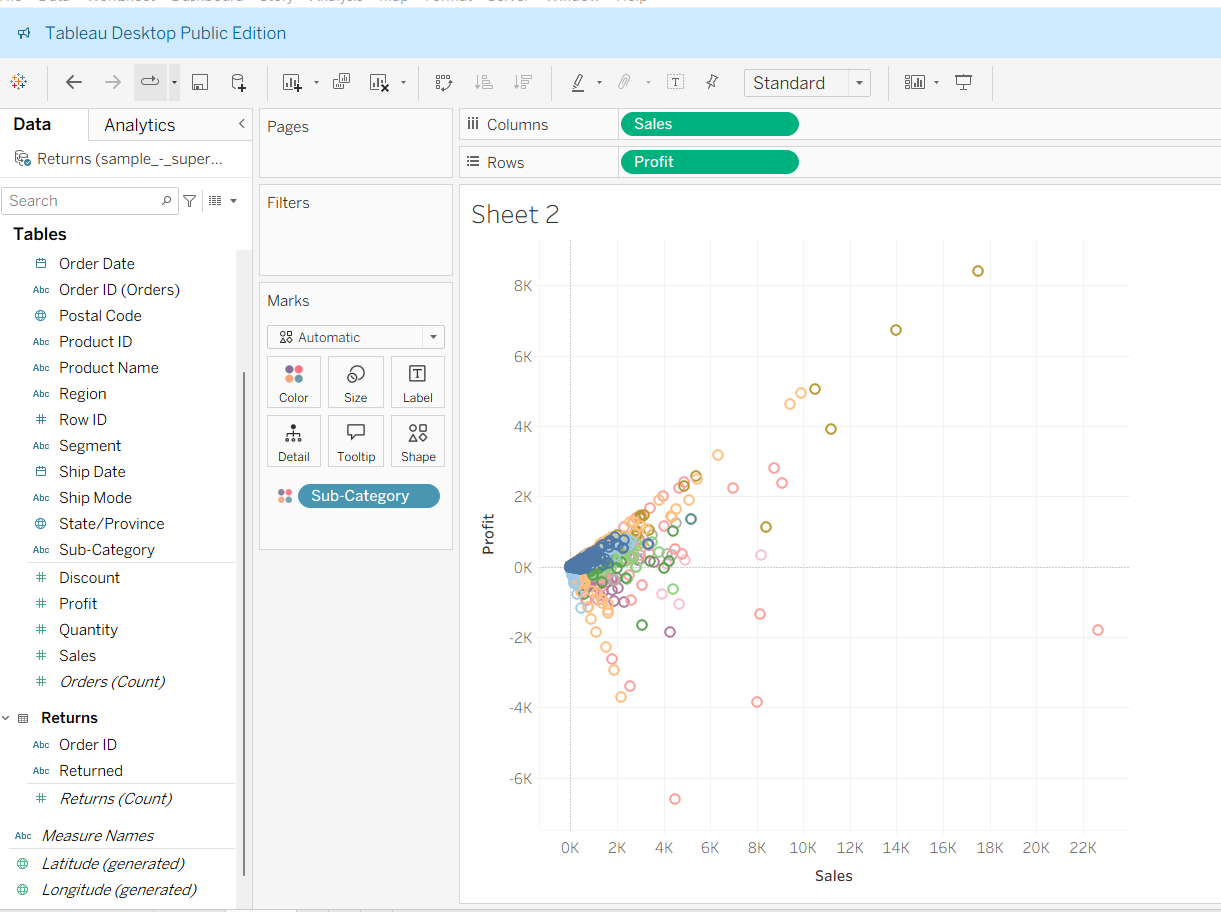 Tableau Desktop Public Edition
Standard
Data
Analytics
Pages
Columns
Sales
Returns (sample_-_super...
Rows
Profit
Search
Filters
Tables
Sheet 2
Order Date
Abc Order ID (Orders)
Postal Code
Abc Product ID
Abc Product Name
Abc Region
# Row ID
Abc Segment
Ship Date
Abc Ship Mode
State/Province
Abc Sub-Category
# Discount
# Profit
# Quantity
# Sales
# Orders (Count)
Returns
Abc Order ID
Abc Returned
# Returns (Count)
Abc Measure Names
Latitude (generated)
Longitude (generated)
Marks
Automatic
Color
Size
T
Label
Detail
Tooltip
Shape
Sub-Category
8K
6K
4K
2K
0K
-2K
-4K
-6K
Profit
0K 2K 4K 6K 8K 10K 12K 14K 16K 18K 20K 22K
Sales